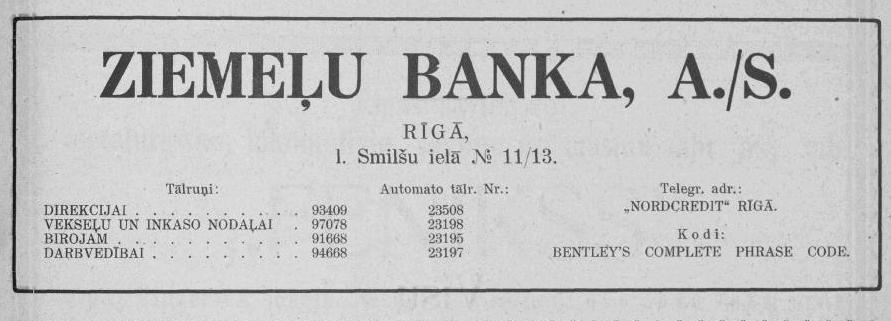 ZIEMEĻU BANKA, A./S.
RĪGĀ,
l. Smilšu ielā № 11/13.
Tālruņi: Automato tālr. Nr.: Telegr. adr.:
DIREKCIJAI . . . . . . . . . . 93409 23508 „NORDCREDIT“ RĪGĀ.
VEKSEĻU UN INKASO NODAĻAI . 97078 23198
BIROJAM . . . . . . . . . . . 91668 23195 Kodi:
DARBVEDĪBAI . . . . . . . . . 94668 23197 BENTLEY'S COMPLETE PHRASE CODE.